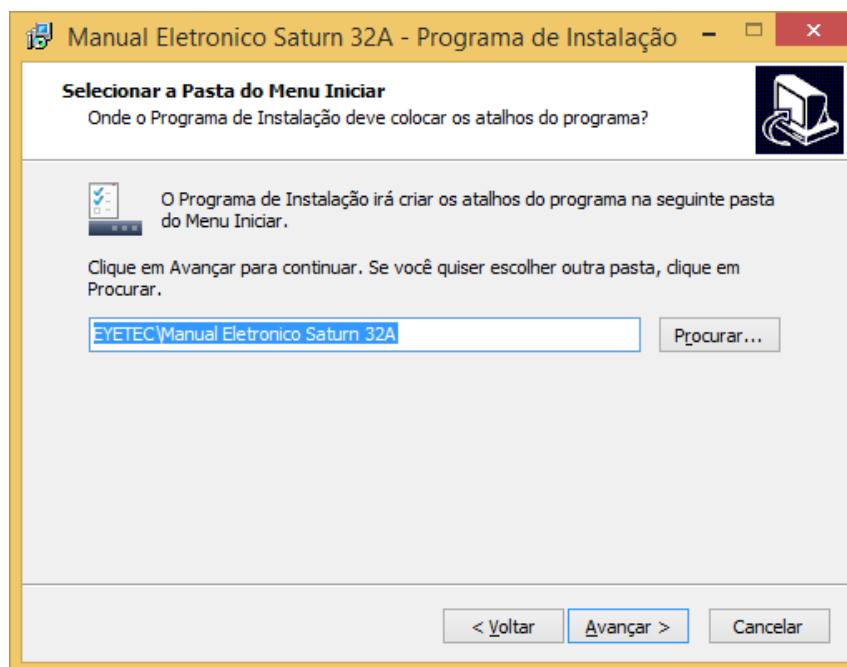 Manual Eletronico Saturn 32A - Programa de Instalação
Selecionar a Pasta do Menu Iniciar
Onde o Programa de Instalação deve colocar os atalhos do programa?
O Programa de Instalação irá criar os atalhos do programa na seguinte pasta
do Menu Iniciar.
Clique em Avançar para continuar. Se você quiser escolher outra pasta, clique em
Procurar.
EYETEC\Manual Eletronico Saturn 32A
Procurar...
< Voltar
Avançar >
Cancelar